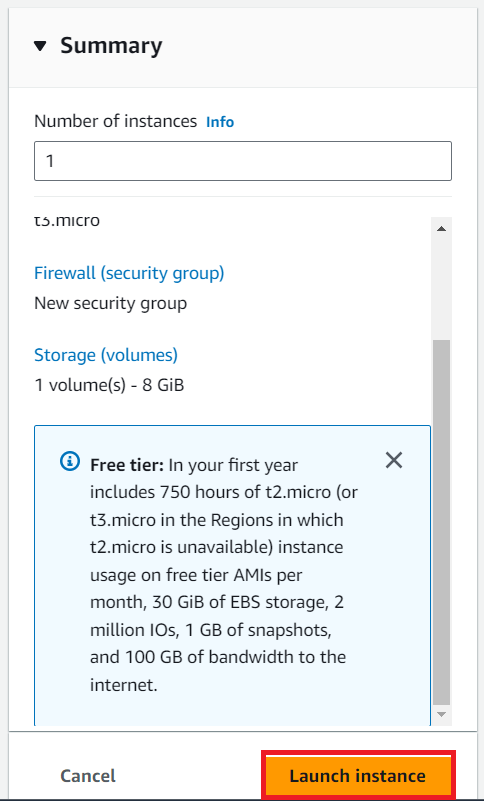 Summary
Number of instances Info
1
t3.micro
Firewall (security group)
New security group
Storage (volumes)
1 volume(s) - 8 GiB
Free tier: In your first year
includes 750 hours of t2.micro (or
t3.micro in the Regions in which
t2.micro is unavailable) instance
usage on free tier AMIs per
month, 30 GiB of EBS storage, 2
million IOs, 1 GB of snapshots,
and 100 GB of bandwidth to the
internet.
Cancel Launch instance